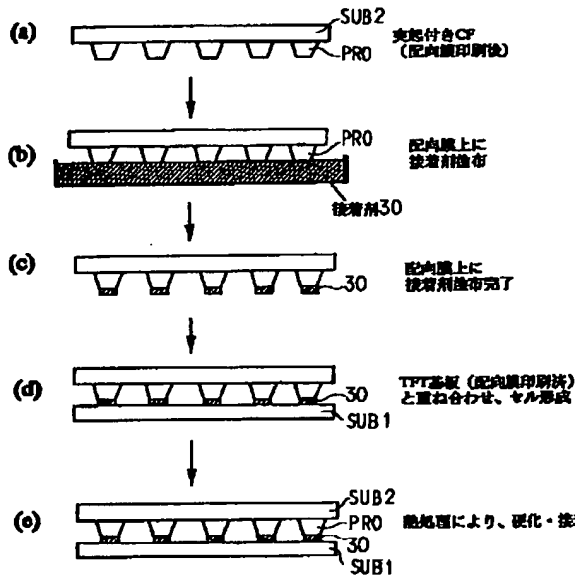 (a)
SUB2
PRO
突起付きCF
(配向膜印刷後)
(b)
PRO
配向膜上に
接着剤塗布
接着剤30
(c)
30
配向膜上に
接着剤塗布完了
(d)
30
SUB1
TFT基板(配向膜印刷済)
と重ね合わせ、セル形成
(e)
SUB2
PRO
30
SUB1
熱処理により、硬化・接